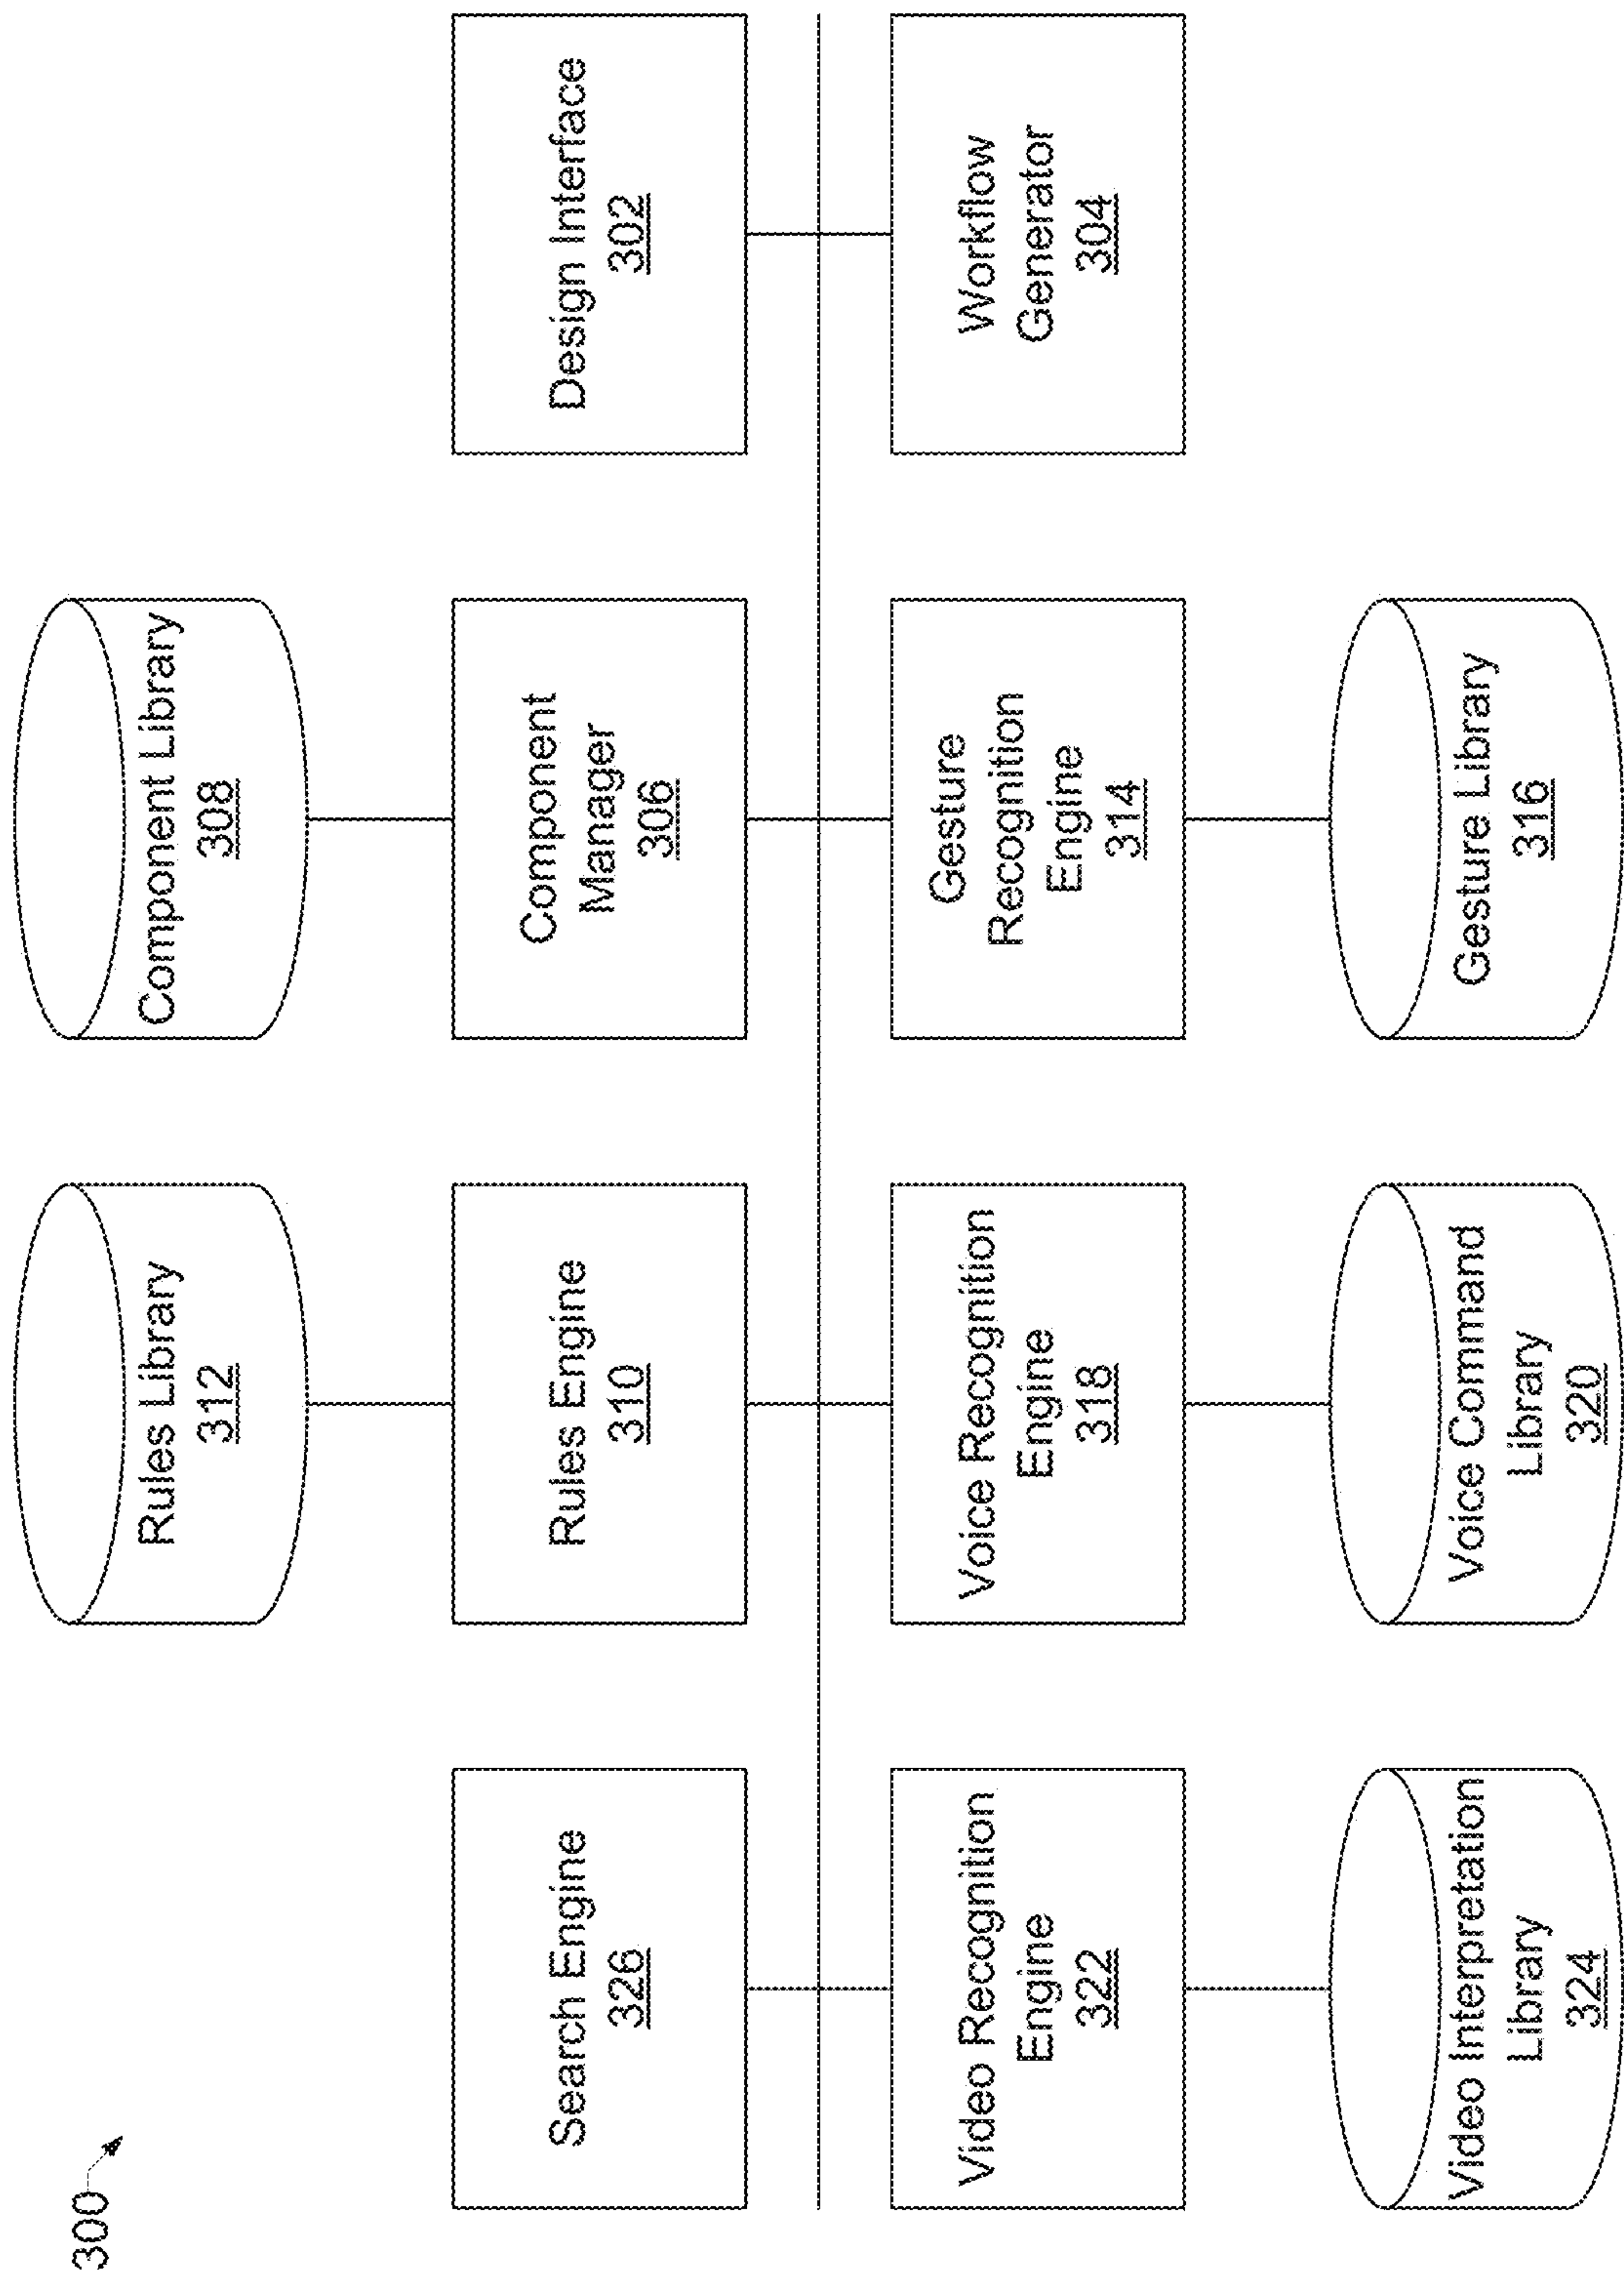 300
Rules Library
312
Component Library
308
Search Engine
326
Rules Engine
310
Component
Manager
306
Design Interface
302
Video Recognition
Engine
322
Voice Recognition
Engine
318
Gesture
Recognition
Engine
314
Workflow
Generator
304
Video Interpretation
Library
324
Voice Command
Library
320
Gesture Library
316